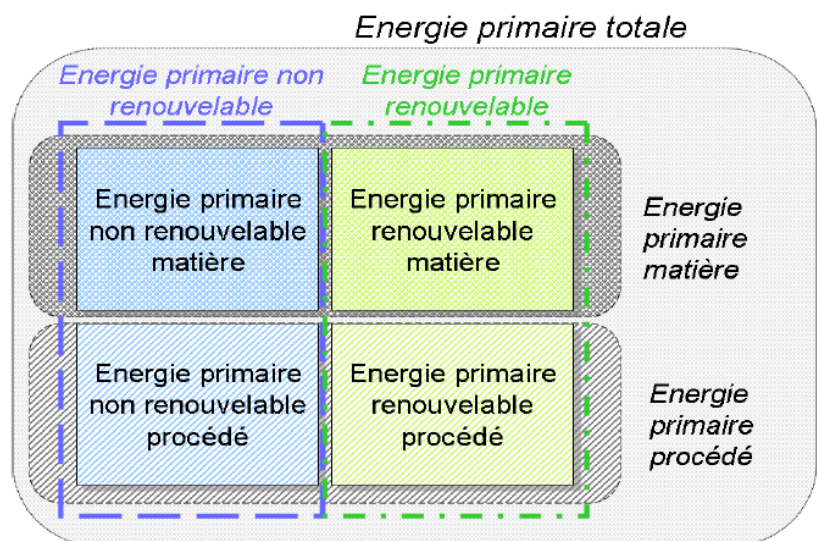 Energie primaire totale
Energie primaire non
renouvelable
Energie primaire
renouvelable
Energie primaire
non renouvelable
matière
Energie primaire
renouvelable
matière
Energie
primaire
matière
Energie primaire
non renouvelable
procédé
Energie primaire
renouvelable
procédé
Energie
primaire
procédé